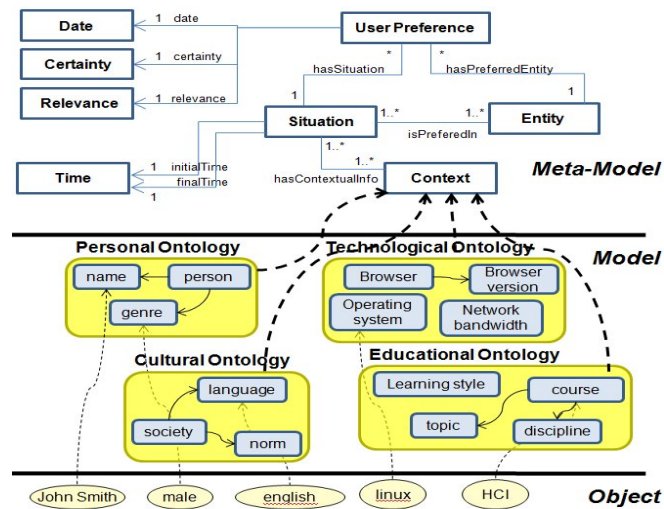 Date
1 date
User Preference
Certainty
1 certainty
*
*
hasSituation
hasPreferredEntity
Relevance
1 relevance
1
1
Situation
1..*
1..*
Entity
isPreferedIn
1..*
Time
1
initialTime
1..*
finalTime
hasContextualInfo
Context
Meta-Model
1
Personal Ontology
Technological Ontology
Model
name
person
Browser
Browser
version
genre
Operating
system
Network
bandwidth
Cultural Ontology
Educational Ontology
language
Learning style
course
society
topic
discipline
norm
John Smith
male
english
linux
HCI
Object